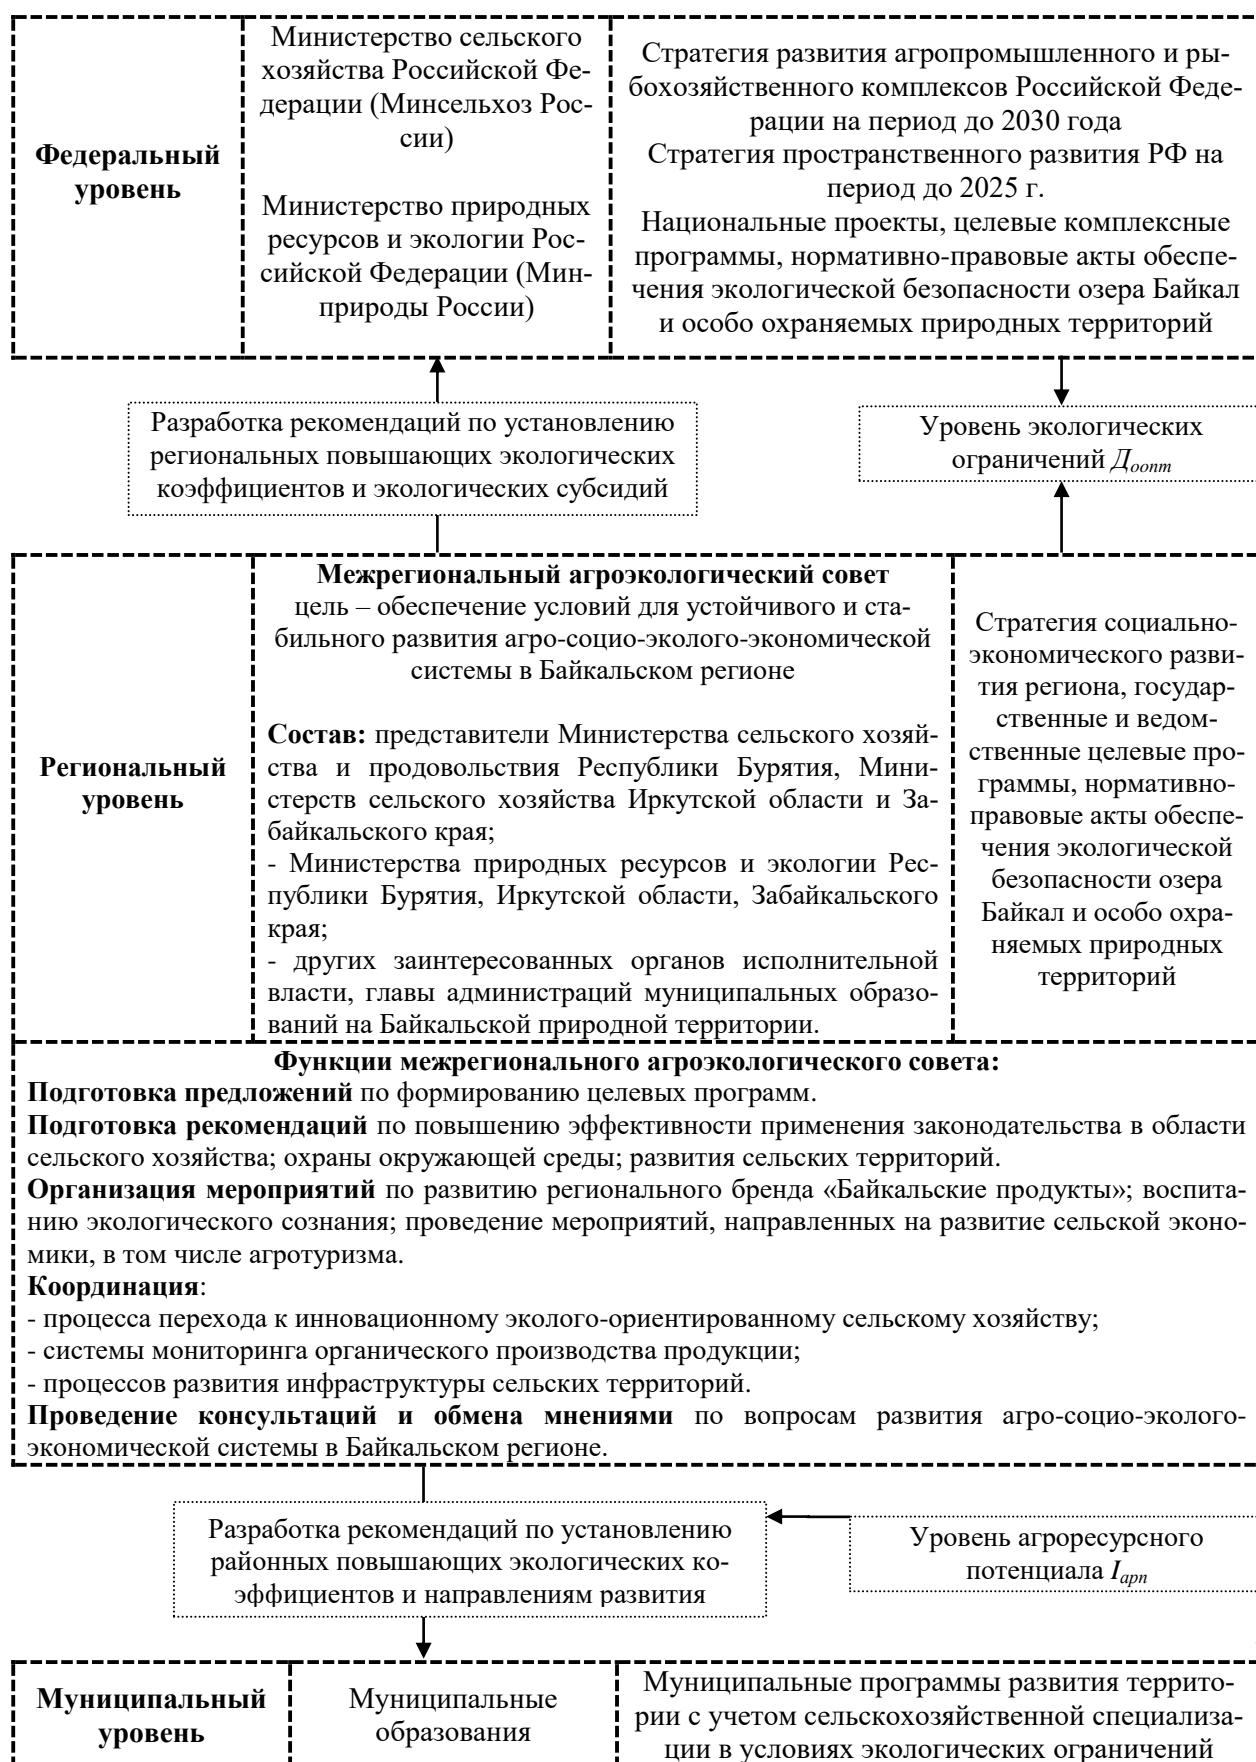 Федеральный
уровень
Министерство сельского
хозяйства Российской Фе-
дерации (Минсельхоз Рос-
сии)
Министерство природных
ресурсов и экологии Рос-
сийской Федерации (Мин-
природы России)
Стратегия развития агропромышленного и ры-
бохозяйственного комплексов Российской Феде-
рации на период до 2030 года
Стратегия пространственного развития РФ на
период до 2025 г.
Национальные проекты, целевые комплексные
программы, нормативно-правовые акты обеспе-
чения экологической безопасности озера Байкал
и особо охраняемых природных территорий
Разработка рекомендаций по установлению
региональных повышающих экологических
коэффициентов и экологических субсидий
Уровень экологических
ограничений Доопт
Региональный
уровень
Межрегиональный агроэкологический совет
цель – обеспечение условий для устойчивого и ста-
бильного развития агро-социо-эколого-экономической
системы в Байкальском регионе
Состав: представители Министерства сельского хозяй-
ства и продовольствия Республики Бурятия, Мини-
стерств сельского хозяйства Иркутской области и За-
байкальского края;
- Министерства природных ресурсов и экологии Рес-
публики Бурятия, Иркутской области, Забайкальского
края;
- других заинтересованных органов исполнительной
власти, главы администраций муниципальных образо-
ваний на Байкальской природной территории.
Стратегия социально-
экономического разви-
тия региона, государ-
ственные и ведом-
ственные целевые про-
граммы, нормативно-
правовые акты обеспе-
чения экологической
безопасности озера
Байкал и особо охра-
няемых природных
территорий
Функции межрегионального агроэкологического совета:
Подготовка предложений по формированию целевых программ.
Подготовка рекомендаций по повышению эффективности применения законодательства в области
сельского хозяйства; охраны окружающей среды; развития сельских территорий.
Организация мероприятий по развитию регионального бренда «Байкальские продукты»; воспита-
нию экологического сознания; проведение мероприятий, направленных на развитие сельской эконо-
мики, в том числе агротуризма.
Координация:
- процесса перехода к инновационному эколого-ориентированному сельскому хозяйству;
- системы мониторинга органического производства продукции;
- процессов развития инфраструктуры сельских территорий.
Проведение консультаций и обмена мнениями по вопросам развития агро-социо-эколого-
экономической системы в Байкальском регионе.
Разработка рекомендаций по установлению
районных повышающих экологических ко-
эффициентов и направлениям развития
Уровень агроресурсного
потенциала Iарп
Муниципальный
уровень
Муниципальные
образования
Муниципальные программы развития террито-
рии с учетом сельскохозяйственной специализа-
ции в условиях экологических ограничений